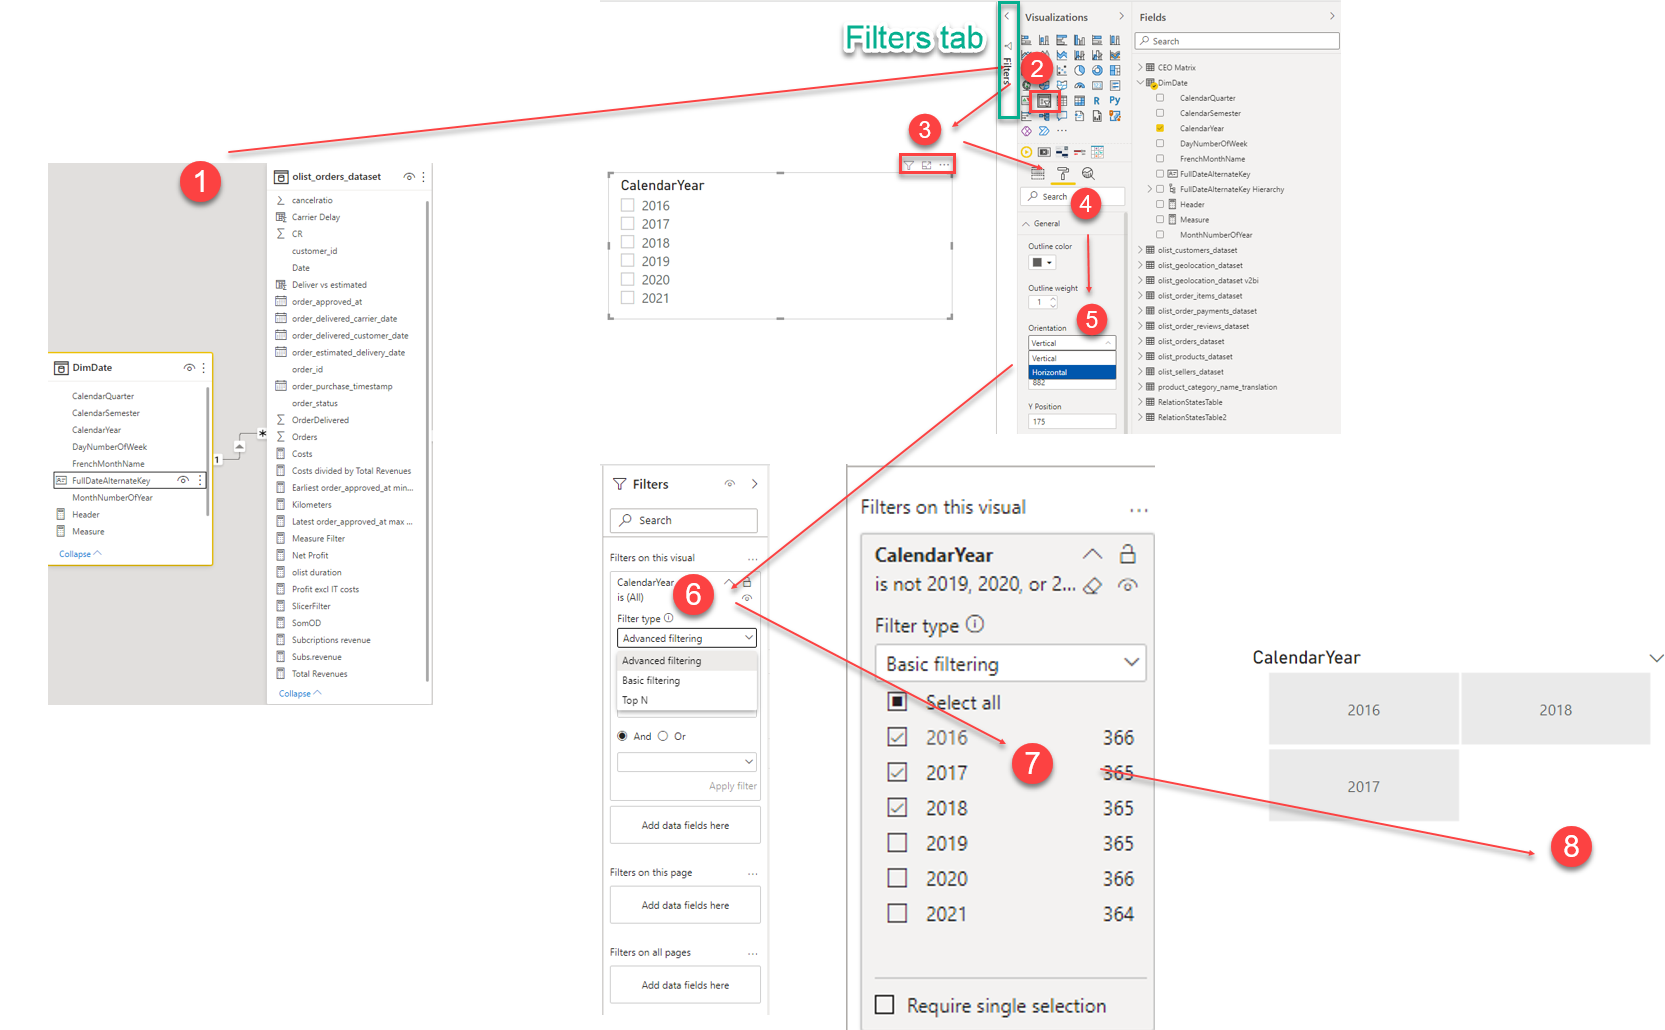 Filters tab
1
olist_orders_dataset
cancelratio
Carrier Delay
CR
customer_id
Date
Deliver vs estimated
order_approved_at
order_delivered_carrier_date
order_delivered_customer_date
order_estimated_delivery_date
order_id
order_purchase_timestamp
order_status
OrderDelivered
Orders
Costs
Costs divided by Total Revenues
Earliest order_approved_at min...
Kilometers
Latest order_approved_at max ...
Measure Filter
Net Profit
olist duration
Profit excl IT costs
SlicerFilter
SomOD
Subcriptions revenue
Subs.revenue
Total Revenues
Collapse
DimDate
CalendarQuarter
CalendarSemester
CalendarYear
DayNumberOfWeek
FrenchMonthName
FullDateAlternateKey
MonthNumberOfYear
Header
Measure
Collapse
1
*
3
CalendarYear
2016
2017
2018
2019
2020
2021
Filters
Visualizations
2
R
Py
...
Search
4
General
Outline color
Outline weight
1
5
Orientation
Vertical
Vertical
Horizontal
882
Y Position
175
Fields
Search
CEO Matrix
DimDate
CalendarQuarter
CalendarSemester
CalendarYear
DayNumberOfWeek
FrenchMonthName
FullDateAlternateKey
FullDateAlternateKey Hierarchy
Header
Measure
MonthNumberOfYear
olist_customers_dataset
olist_geolocation_dataset
olist_geolocation_dataset v2bi
olist_order_items_dataset
olist_order_payments_dataset
olist_order_reviews_dataset
olist_orders_dataset
olist_products_dataset
olist_sellers_dataset
product_category_name_translation
RelationStatesTable
RelationStatesTable2
Filters
Search
Filters on this visual
...
CalendarYear
is (All)
6
Filter type
Advanced filtering
Advanced filtering
Basic filtering
Top N
And Or
Apply filter
Add data fields here
Filters on this page
...
Add data fields here
Filters on all pages
...
Add data fields here
Filters on this visual
...
CalendarYear
is not 2019, 2020, or 2...
Filter type
Basic filtering
Select all
2016 366
7
2017 365
2018 365
2019 365
2020 366
2021 364
Require single selection
CalendarYear
2016
2018
2017
8